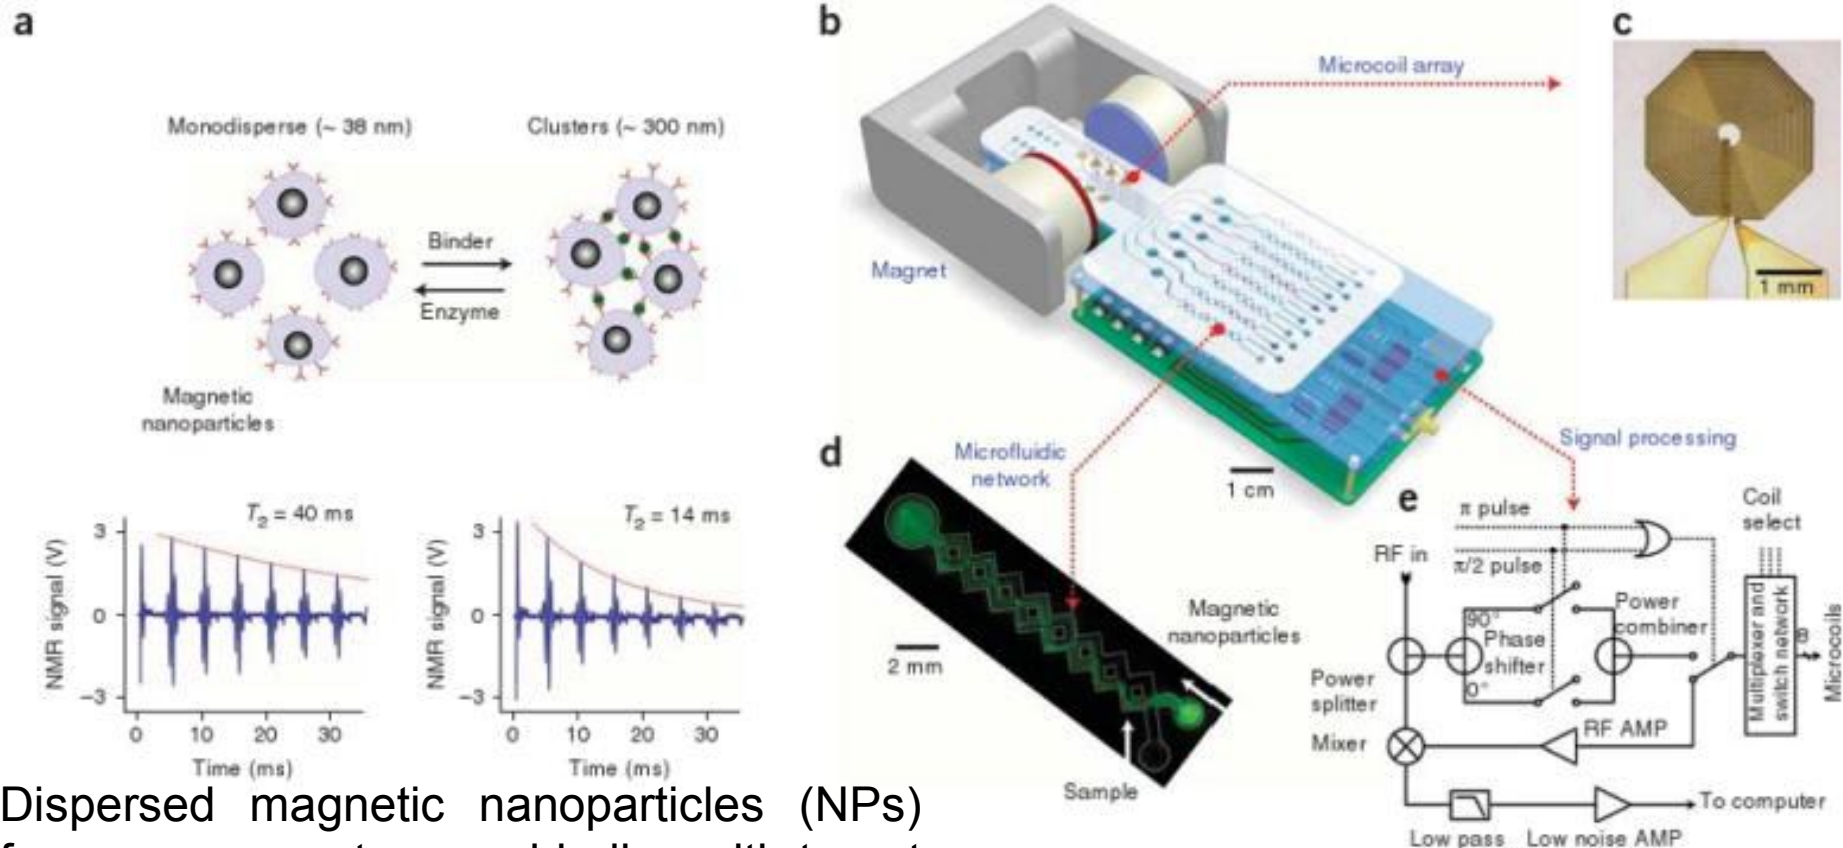 a
Monodisperse (~ 38 nm)
Clusters (~ 300 nm)
Binder
Enzyme
Magnetic
nanoparticles
T2 = 40 ms
NMR signal (V)
3
0
−3
0 10 20 30
Time (ms)
T2 = 14 ms
NMR signal (V)
3
0
−3
0 10 20 30
Time (ms)
b
Microcoil array
Magnet
Microfluidic
network
1 cm
Signal processing
c
1 mm
d
2 mm
Magnetic
nanoparticles
Sample
e
π pulse
Coil
select
RF in
π/2 pulse
90°
Phase
shifter
0°
Power
combiner
Power
splitter
Multiplexer and
switch network
8
Microcoils
RF AMP
Mixer
To computer
Low pass
Low noise AMP
Dispersed magnetic nanoparticles (NPs)